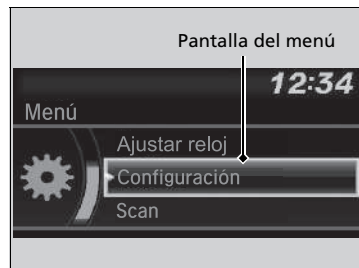 Pantalla del menú
12:34
Menú
Ajustar reloj
Configuración
Scan